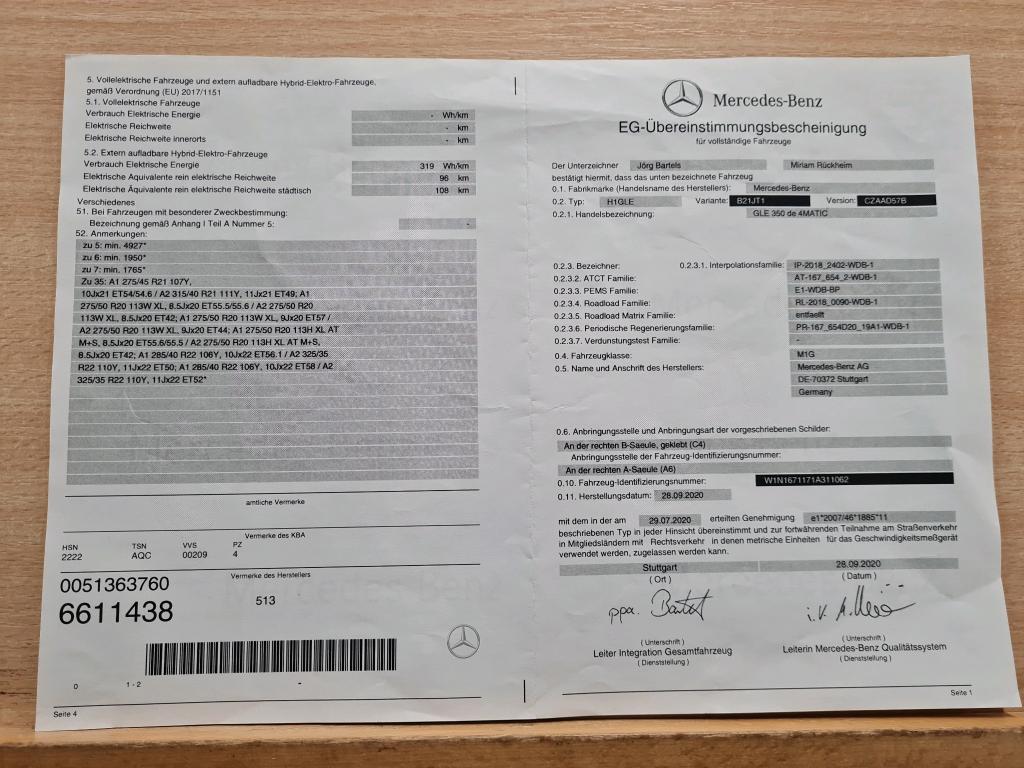 5. Vollelektrische Fahrzeuge und extern aufladbare Hybrid-Elektro-Fahrzeuge,
gemäß Verordnung (EU) 2017/1151
5.1. Vollelektrische Fahrzeuge
Verbrauch Elektrische Energie - Wh/km
Elektrische Reichweite - km
Elektrische Reichweite innerorts - km
5.2. Extern aufladbare Hybrid-Elektro-Fahrzeuge
Verbrauch Elektrische Energie 319 Wh/km
Elektrische Äquivalente rein elektrische Reichweite 96 km
Elektrische Äquivalente rein elektrische Reichweite städtisch 108 km
Verschiedenes
51. Bei Fahrzeugen mit besonderer Zweckbestimmung:
Bezeichnung gemäß Anhang I Teil A Nummer 5: -
52. Anmerkungen:
zu 5: min. 4927*
zu 6: min. 1950*
zu 7: min. 1765*
Zu 35: A1 275/45 R21 107Y,
10Jx21 ET54/54.6 / A2 315/40 R21 111Y, 11Jx21 ET49; A1
275/50 R20 113W XL, 8.5Jx20 ET55.5/55.6 / A2 275/50 R20
113W XL, 8.5Jx20 ET42; A1 275/50 R20 113W XL, 9Jx20 ET57 /
A2 275/50 R20 113W XL, 9Jx20 ET44; A1 275/50 R20 113H XL AT
M+S, 8.5Jx20 ET55.6/55.5 / A2 275/50 R20 113H XL AT M+S,
8.5Jx20 ET42; A1 285/40 R22 106Y, 10Jx22 ET56.1 / A2 325/35
R22 110Y, 11Jx22 ET50; A1 285/40 R22 106Y, 10Jx22 ET58 / A2
325/35 R22 110Y, 11Jx22 ET52*
amtliche Vermerke
Vermerke des KBA
HSN TSN VVS PZ
2222 AQC 00209 4
Vermerke des Herstellers
0051363760
6611438 513
0 1 - 2 -
Seite 4
Mercedes-Benz
EG-Übereinstimmungsbescheinigung
für vollständige Fahrzeuge
Der Unterzeichner Jörg Bartels Miriam Rückheim
bestätigt hiermit, dass das unten bezeichnete Fahrzeug
0.1. Fabrikmarke (Handelsname des Herstellers): Mercedes-Benz
0.2. Typ: H1GLE Variante: B21JT1 Version: CZAAD57B
0.2.1. Handelsbezeichnung: GLE 350 de 4MATIC
0.2.3. Bezeichner: 0.2.3.1. Interpolationsfamilie: IP-2018_2402-WDB-1
0.2.3.2. ATCT Familie: AT-167_654_2-WDB-1
0.2.3.3. PEMS Familie: E1-WDB-BP
0.2.3.4. Roadload Familie: RL-2018_0090-WDB-1
0.2.3.5. Roadload Matrix Familie: entfaellt
0.2.3.6. Periodische Regenerierungsfamilie: PR-167_654D20_19A1-WDB-1
0.2.3.7. Verdunstungstest Familie: -
0.4. Fahrzeugklasse: M1G
0.5. Name und Anschrift des Herstellers: Mercedes-Benz AG
DE-70372 Stuttgart
Germany
0.6. Anbringungsstelle und Anbringungsart der vorgeschriebenen Schilder:
An der rechten B-Saeule, geklebt (C4)
Anbringungsstelle der Fahrzeug-Identifizierungsnummer:
An der rechten A-Saeule (A6)
0.10. Fahrzeug-Identifizierungsnummer: W1N1671171A311062
0.11. Herstellungsdatum: 28.09.2020
mit dem in der am 29.07.2020 erteilten Genehmigung e1*2007/46*1885*11
beschriebenen Typ in jeder Hinsicht übereinstimmt und zur fortwährenden Teilnahme am Straßenverkehr
in Mitgliedsländern mit Rechtsverkehr in denen metrische Einheiten für das Geschwindigkeitsmeßgerät
verwendet werden, zugelassen werden kann.
Stuttgart 28.09.2020
( Ort ) ( Datum )
ppa. Bartels i.V.
( Unterschrift ) ( Unterschrift )
Leiter Integration Gesamtfahrzeug Leiterin Mercedes-Benz Qualitätssystem
( Dienststellung ) ( Dienststellung )
Seite 1